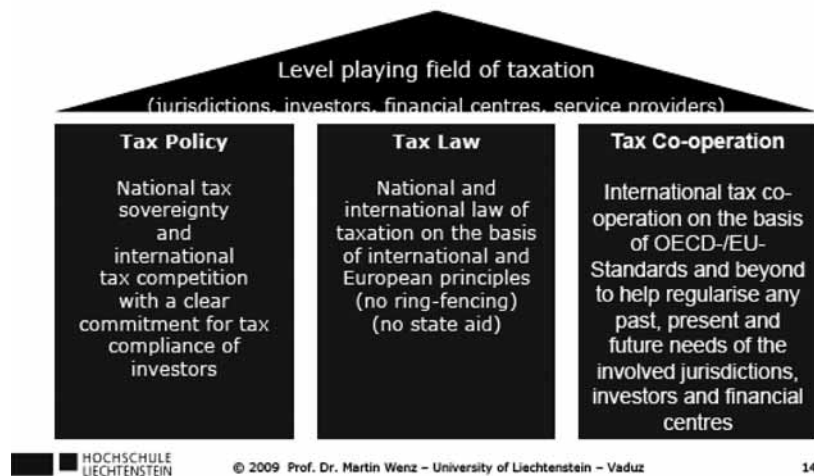 Level playing field of taxation
(jurisdictions, investors, financial centres, service providers)
Tax Policy
National tax
sovereignty
and
international
tax competition
with a clear
commitment for tax
compliance of
investors
Tax Law
National and
international law of
taxation on the basis
of international and
European principles
(no ring-fencing)
(no state aid)
Tax Co-operation
International tax co-
operation on the basis
of OECD-/EU-
Standards and beyond
to help regularise any
past, present and
future needs of the
involved jurisdictions,
investors and financial
centres
HOCHSCHULE
LIECHTENSTEIN
© 2009 Prof. Dr. Martin Wenz – University of Liechtenstein – Vaduz
14